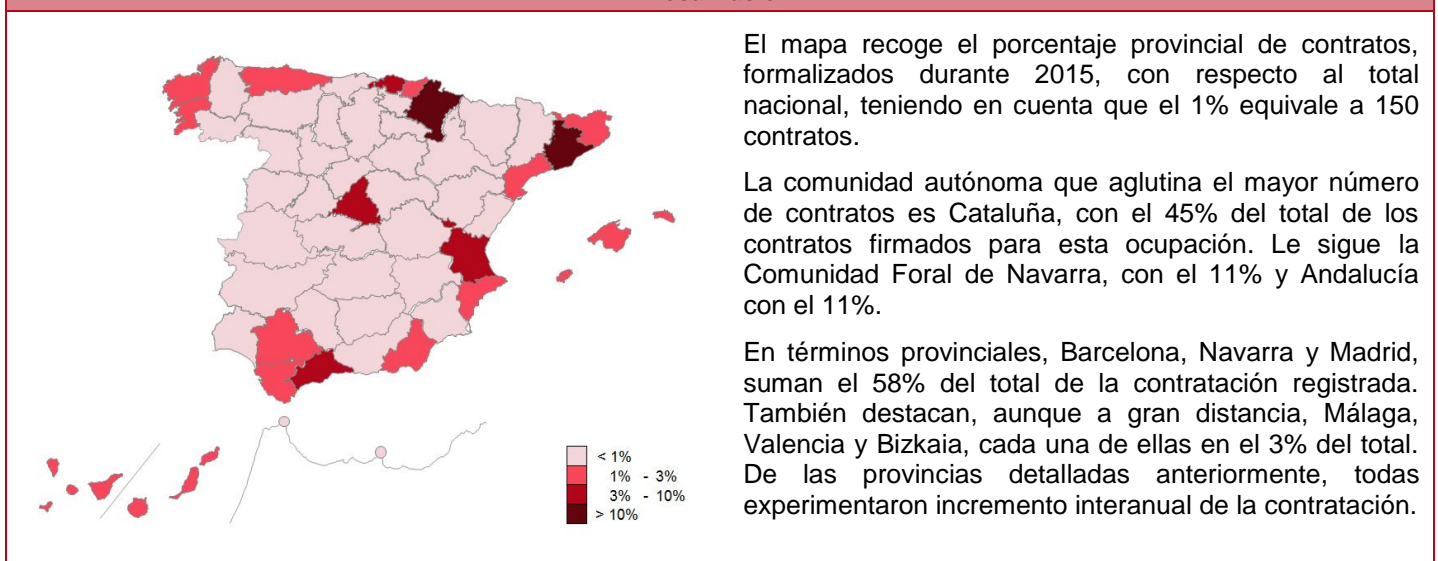 El mapa recoge el porcentaje provincial de contratos,
formalizados durante 2015, con respecto al total
nacional, teniendo en cuenta que el 1% equivale a 150
contratos.
La comunidad autónoma que aglutina el mayor número
de contratos es Cataluña, con el 45% del total de los
contratos firmados para esta ocupación. Le sigue la
Comunidad Foral de Navarra, con el 11% y Andalucía
con el 11%.
En términos provinciales, Barcelona, Navarra y Madrid,
suman el 58% del total de la contratación registrada.
También destacan, aunque a gran distancia, Málaga,
Valencia y Bizkaia, cada una de ellas en el 3% del total.
De las provincias detalladas anteriormente, todas
experimentaron incremento interanual de la contratación.
< 1%
1% - 3%
3% - 10%
> 10%